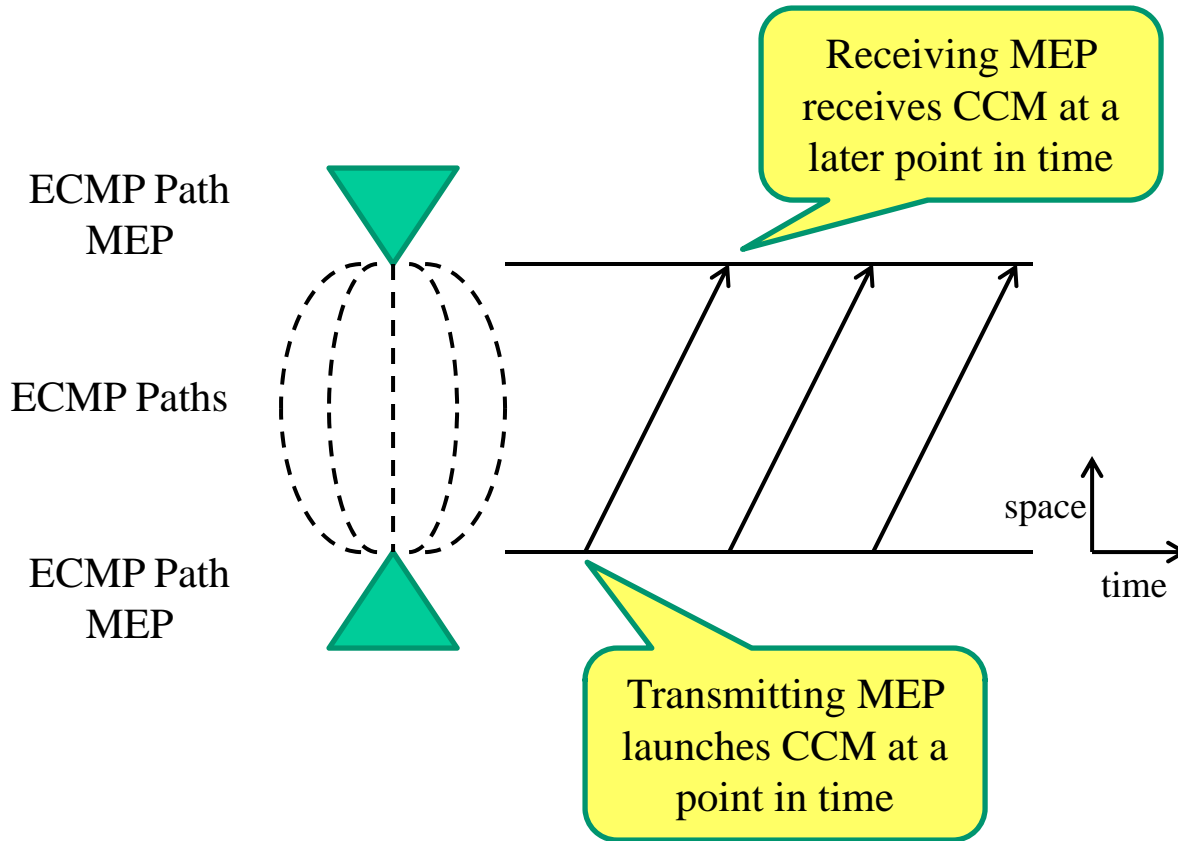 Receiving MEP
receives CCM at a
later point in time
ECMP Path
MEP
ECMP Paths
space
time
ECMP Path
MEP
Transmitting MEP
launches CCM at a
point in time